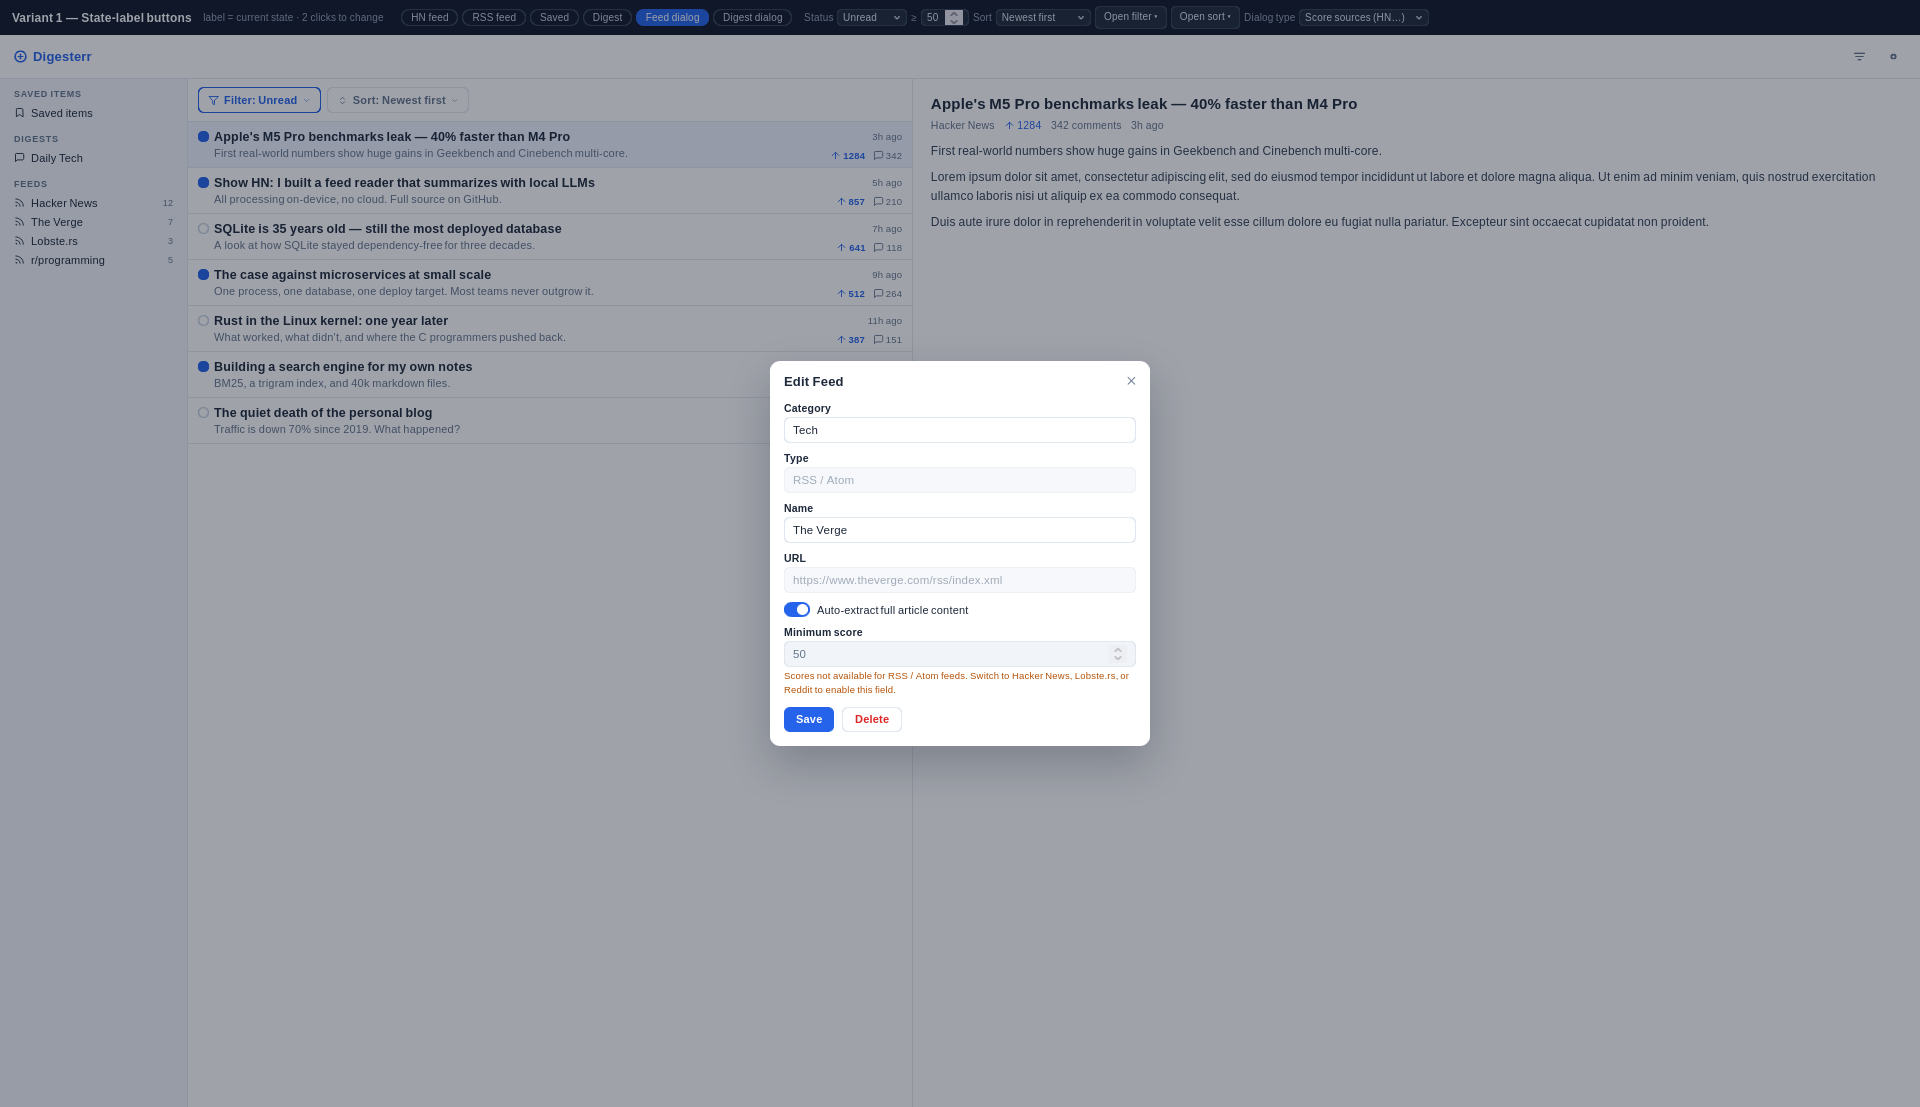 Variant 1 — State-label buttons label = current state · 2 clicks to change HN feed RSS feed Saved Digest Feed dialog Digest dialog Status Unread ≥ 50 Sort Newest first Open filter ▾ Open sort ▾ Dialog type Score sources (HN…)
Digesterr
SAVED ITEMS
Saved items
DIGESTS
Daily Tech
FEEDS
Hacker News 12
The Verge 7
Lobste.rs 3
r/programming 5
Filter: Unread Sort: Newest first
Apple's M5 Pro benchmarks leak — 40% faster than M4 Pro 3h ago
First real-world numbers show huge gains in Geekbench and Cinebench multi-core. 1284 342
Show HN: I built a feed reader that summarizes with local LLMs 5h ago
All processing on-device, no cloud. Full source on GitHub. 857 210
SQLite is 35 years old — still the most deployed database 7h ago
A look at how SQLite stayed dependency-free for three decades. 641 118
The case against microservices at small scale 9h ago
One process, one database, one deploy target. Most teams never outgrow it. 512 264
Rust in the Linux kernel: one year later 11h ago
What worked, what didn't, and where the C programmers pushed back. 387 151
Building a search engine for my own notes
BM25, a trigram index, and 40k markdown files.
The quiet death of the personal blog
Traffic is down 70% since 2019. What happened?
Apple's M5 Pro benchmarks leak — 40% faster than M4 Pro
Hacker News 1284 342 comments 3h ago
First real-world numbers show huge gains in Geekbench and Cinebench multi-core.
Lorem ipsum dolor sit amet, consectetur adipiscing elit, sed do eiusmod tempor incididunt ut labore et dolore magna aliqua. Ut enim ad minim veniam, quis nostrud exercitation
ullamco laboris nisi ut aliquip ex ea commodo consequat.
Duis aute irure dolor in reprehenderit in voluptate velit esse cillum dolore eu fugiat nulla pariatur. Excepteur sint occaecat cupidatat non proident.
Edit Feed
Category
Tech
Type
RSS / Atom
Name
The Verge
URL
https://www.theverge.com/rss/index.xml
Auto-extract full article content
Minimum score
50
Scores not available for RSS / Atom feeds. Switch to Hacker News, Lobste.rs, or
Reddit to enable this field.
Save Delete